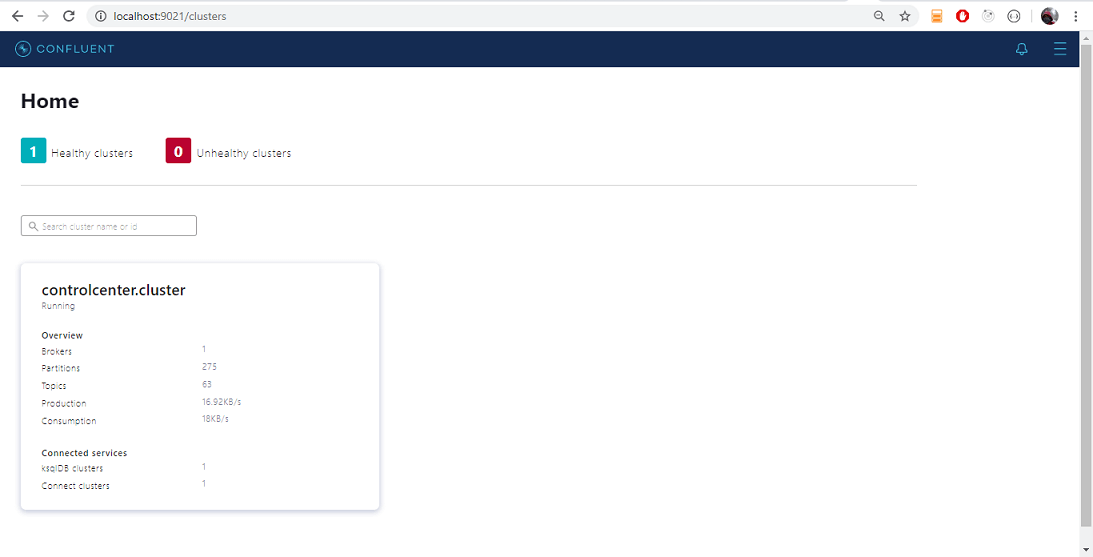 localhost:9021/clusters
CONFLUENT
Home
1 Healthy clusters 0 Unhealthy clusters
Search cluster name or id
controlcenter.cluster
Running
Overview
Brokers 1
Partitions 275
Topics 63
Production 16.92KB/s
Consumption 18KB/s
Connected services
ksqlDB clusters 1
Connect clusters 1